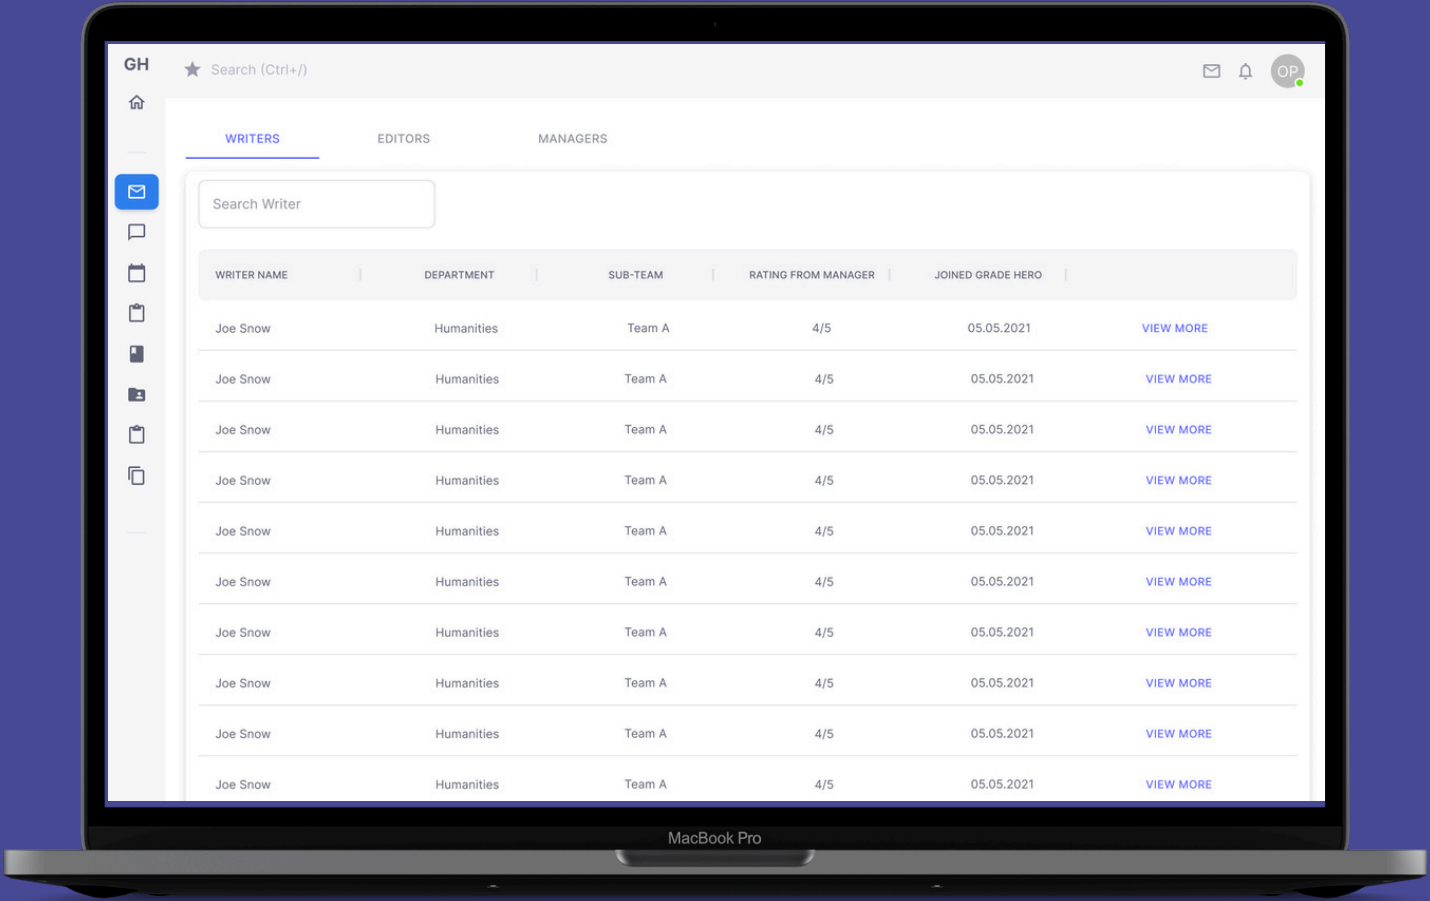 GH
Search (Ctrl+/)
OP
WRITERS EDITORS MANAGERS
Search Writer
WRITER NAME DEPARTMENT SUB-TEAM RATING FROM MANAGER JOINED GRADE HERO
Joe Snow Humanities Team A 4/5 05.05.2021 VIEW MORE
Joe Snow Humanities Team A 4/5 05.05.2021 VIEW MORE
Joe Snow Humanities Team A 4/5 05.05.2021 VIEW MORE
Joe Snow Humanities Team A 4/5 05.05.2021 VIEW MORE
Joe Snow Humanities Team A 4/5 05.05.2021 VIEW MORE
Joe Snow Humanities Team A 4/5 05.05.2021 VIEW MORE
Joe Snow Humanities Team A 4/5 05.05.2021 VIEW MORE
Joe Snow Humanities Team A 4/5 05.05.2021 VIEW MORE
Joe Snow Humanities Team A 4/5 05.05.2021 VIEW MORE
Joe Snow Humanities Team A 4/5 05.05.2021 VIEW MORE
MacBook Pro